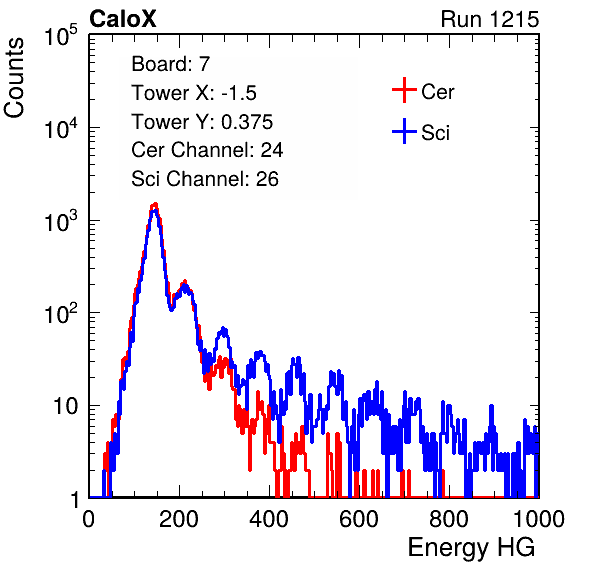 CaloX Run 1215
Counts
Board: 7
Tower X: -1.5
Tower Y: 0.375
Cer Channel: 24
Sci Channel: 26
Cer
Sci
10^5
10^4
10^3
10^2
10
1
0 200 400 600 800 1000
Energy HG